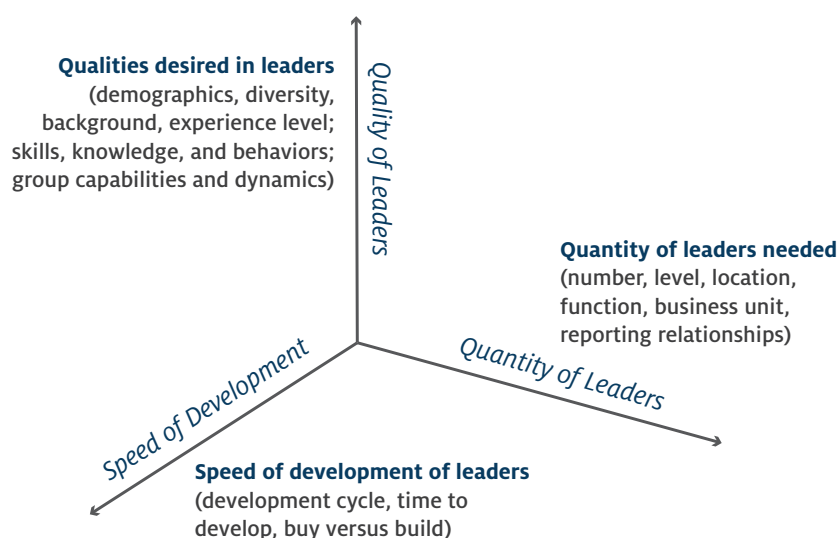 Qualities desired in leaders
(demographics, diversity,
background, experience level;
skills, knowledge, and behaviors;
group capabilities and dynamics)
Quality of Leaders
Quantity of leaders needed
(number, level, location,
function, business unit,
reporting relationships)
Quantity of Leaders
Speed of Development
Speed of development of leaders
(development cycle, time to
develop, buy versus build)